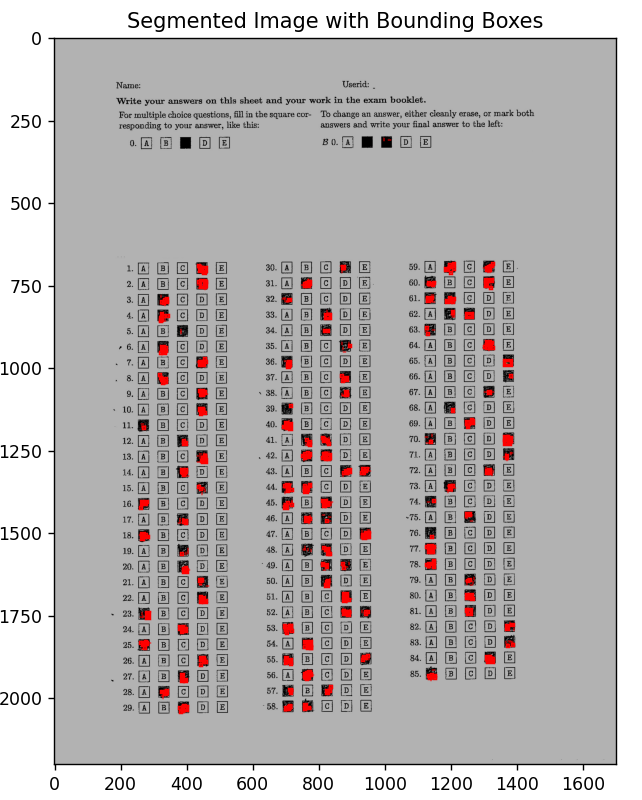 Segmented Image with Bounding Boxes
Name:
Userid:
Write your answers on this sheet and your work in the exam booklet.
For multiple choice questions, fill in the square cor-
responding to your answer, like this:
0. A B D E
To change an answer, either cleanly erase, or mark both
answers and write your final answer to the left:
B 0. A D E
1. A B C E
2. A B C E
3. A C D E
4. A C D E
5. A B D E
6. A C D E
7. A B C E
8. A C D E
9. A B C E
10. A B C E
11. B C D E
12. A B D E
13. A B C E
14. A B D E
15. A B C E
16. B C D E
17. A B D E
18. B C D E
19. A B D E
20. A B D E
21. A B C E
22. A B C E
23. B C D E
24. A B D E
25. B C D E
26. A B C E
27. A B D E
28. A C D E
29. A B D E
30. A B C E
31. A C D E
32. B C D E
33. A B D E
34. A B D E
35. A B C E
36. B C D E
37. A B C E
38. A B C E
39. B C D E
40. B C D E
41. A D E
42. A D E
43. A B C
44. C D E
45. B D E
46. A D E
47. A B C D
48. A D E
49. A B E
50. A B D E
51. A B C E
52. A B C
53. B C D E
54. A C D E
55. B C D
56. A C D E
57. B D E
58. C D E
59. A C E
60. B C E
61. C D E
62. A D E
63. B C D E
64. A B C E
65. A B C D
66. A B C D
67. A B C E
68. A C D E
69. A B D E
70. B C D
71. A B C D
72. A B C E
73. A C D E
74. B C D E
75. A B D E
76. B C D E
77. B C D E
78. B C D E
79. A B D E
80. A B D E
81. A B D E
82. A B C D
83. A B C D
84. A B C E
85. B C D E
0
250
500
750
1000
1250
1500
1750
2000
0 200 400 600 800 1000 1200 1400 1600